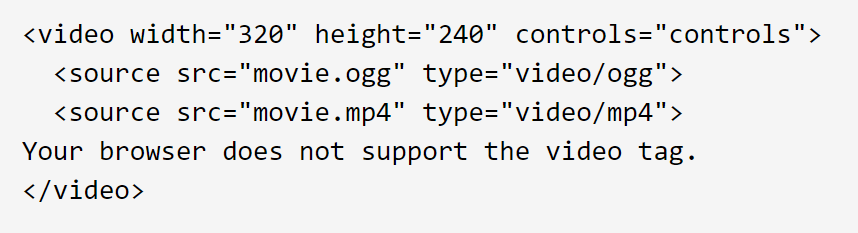 <video width="320" height="240" controls="controls">
  <source src="movie.ogg" type="video/ogg">
  <source src="movie.mp4" type="video/mp4">
Your browser does not support the video tag.
</video>